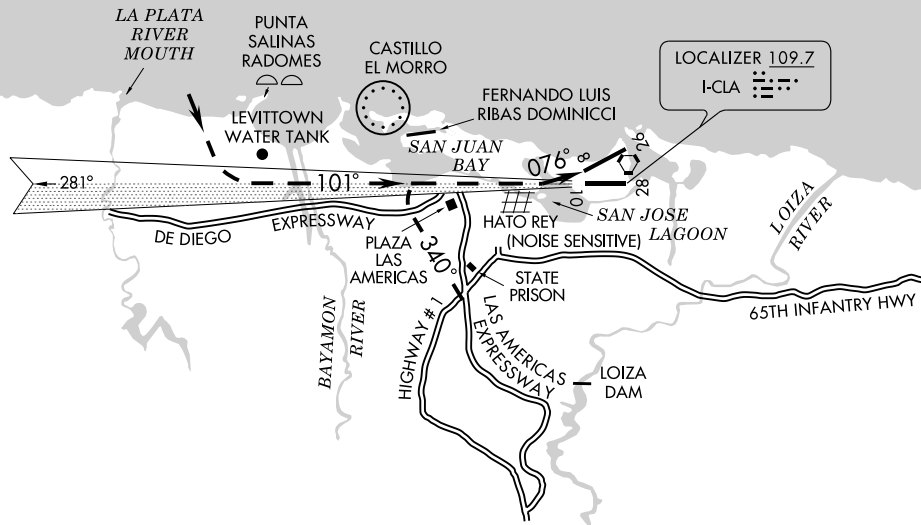 LA PLATA
RIVER
MOUTH
PUNTA
SALINAS
RADOMES
CASTILLO
EL MORRO
LOCALIZER 109.7
I-CLA
FERNANDO LUIS
RIBAS DOMINICCI
LEVITTOWN
WATER TANK
SAN JUAN
BAY
076°
8
26
281°
101°
10
28
HATO REY
(NOISE SENSITIVE)
SAN JOSE
LAGOON
LOIZA
RIVER
DE DIEGO
EXPRESSWAY
PLAZA
LAS
AMERICAS
340°
STATE
PRISON
65TH INFANTRY HWY
BAYAMON
RIVER
HIGHWAY # 1
LAS AMERICAS
EXPRESSWAY
LOIZA
DAM